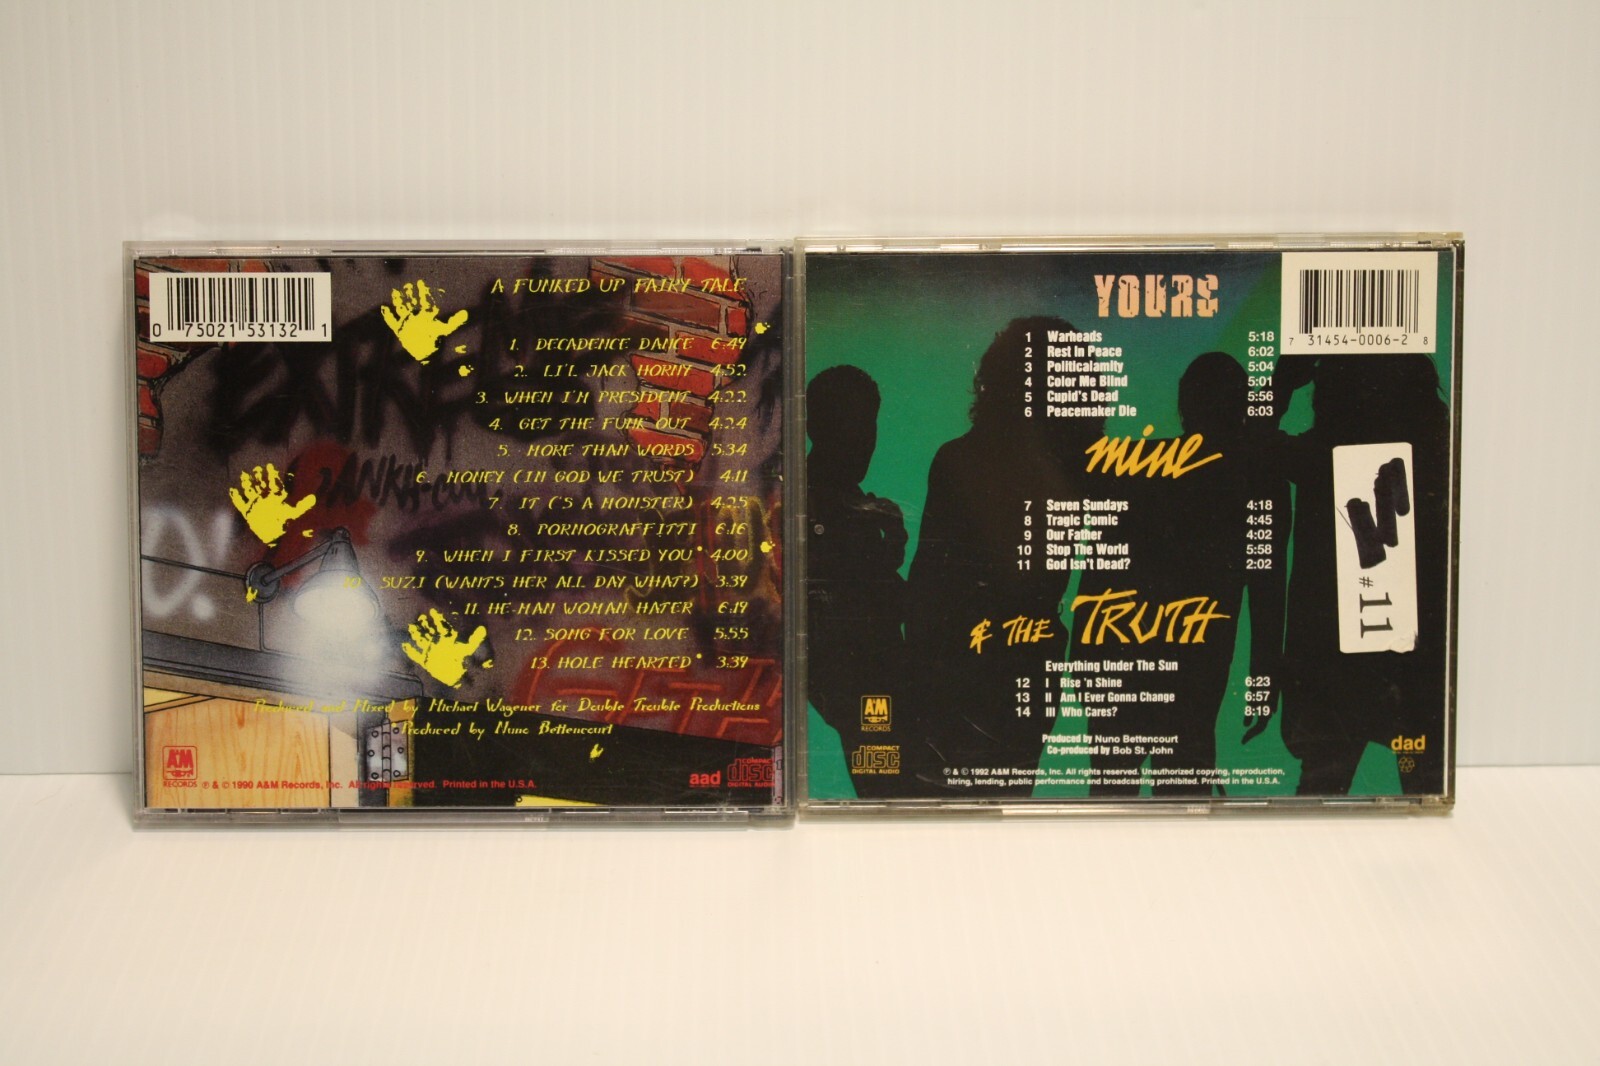 0 75021 53132 1
A FUNKED UP FAIRY TALE
1. DECADENCE DANCE 6:49
2. LI'L JACK HORNY 4:52
3. WHEN I'M PRESIDENT 4:22
4. GET THE FUNK OUT 4:24
5. MORE THAN WORDS 5:34
6. MONEY (IN GOD WE TRUST) 4:11
7. IT ('S A MONSTER) 4:25
8. PORNOGRAFFITTI 6:16
9. WHEN I FIRST KISSED YOU* 4:00
10. SUZI (WANTS HER ALL DAY WHAT?) 3:39
11. HE-MAN WOMAN HATER 6:19
12. SONG FOR LOVE 5:55
13. HOLE HEARTED* 3:39
Produced and Mixed by Michael Wagener for Double Trouble Productions
Produced by Nuno Bettencourt
A&M
RECORDS
℗ & © 1990 A&M Records, Inc. All rights reserved. Printed in the U.S.A.
aad
COMPACT
disc
DIGITAL AUDIO
YOURS
1 Warheads 5:18
2 Rest In Peace 6:02
3 Politicalamity 5:04
4 Color Me Blind 5:01
5 Cupid's Dead 5:56
6 Peacemaker Die 6:03
7 31454-0006-2 8
mine
7 Seven Sundays 4:18
8 Tragic Comic 4:45
9 Our Father 4:02
10 Stop The World 5:58
11 God Isn't Dead? 2:02
#11
& THE TRUTH
Everything Under The Sun
12 I Rise 'n Shine 6:23
13 II Am I Ever Gonna Change 6:57
14 III Who Cares? 8:19
Produced by Nuno Bettencourt
Co-produced by Bob St. John
A&M
RECORDS
COMPACT
disc
DIGITAL AUDIO
℗ & © 1992 A&M Records, Inc. All rights reserved. Unauthorized copying, reproduction,
hiring, lending, public performance and broadcasting prohibited. Printed in the U.S.A.
dad